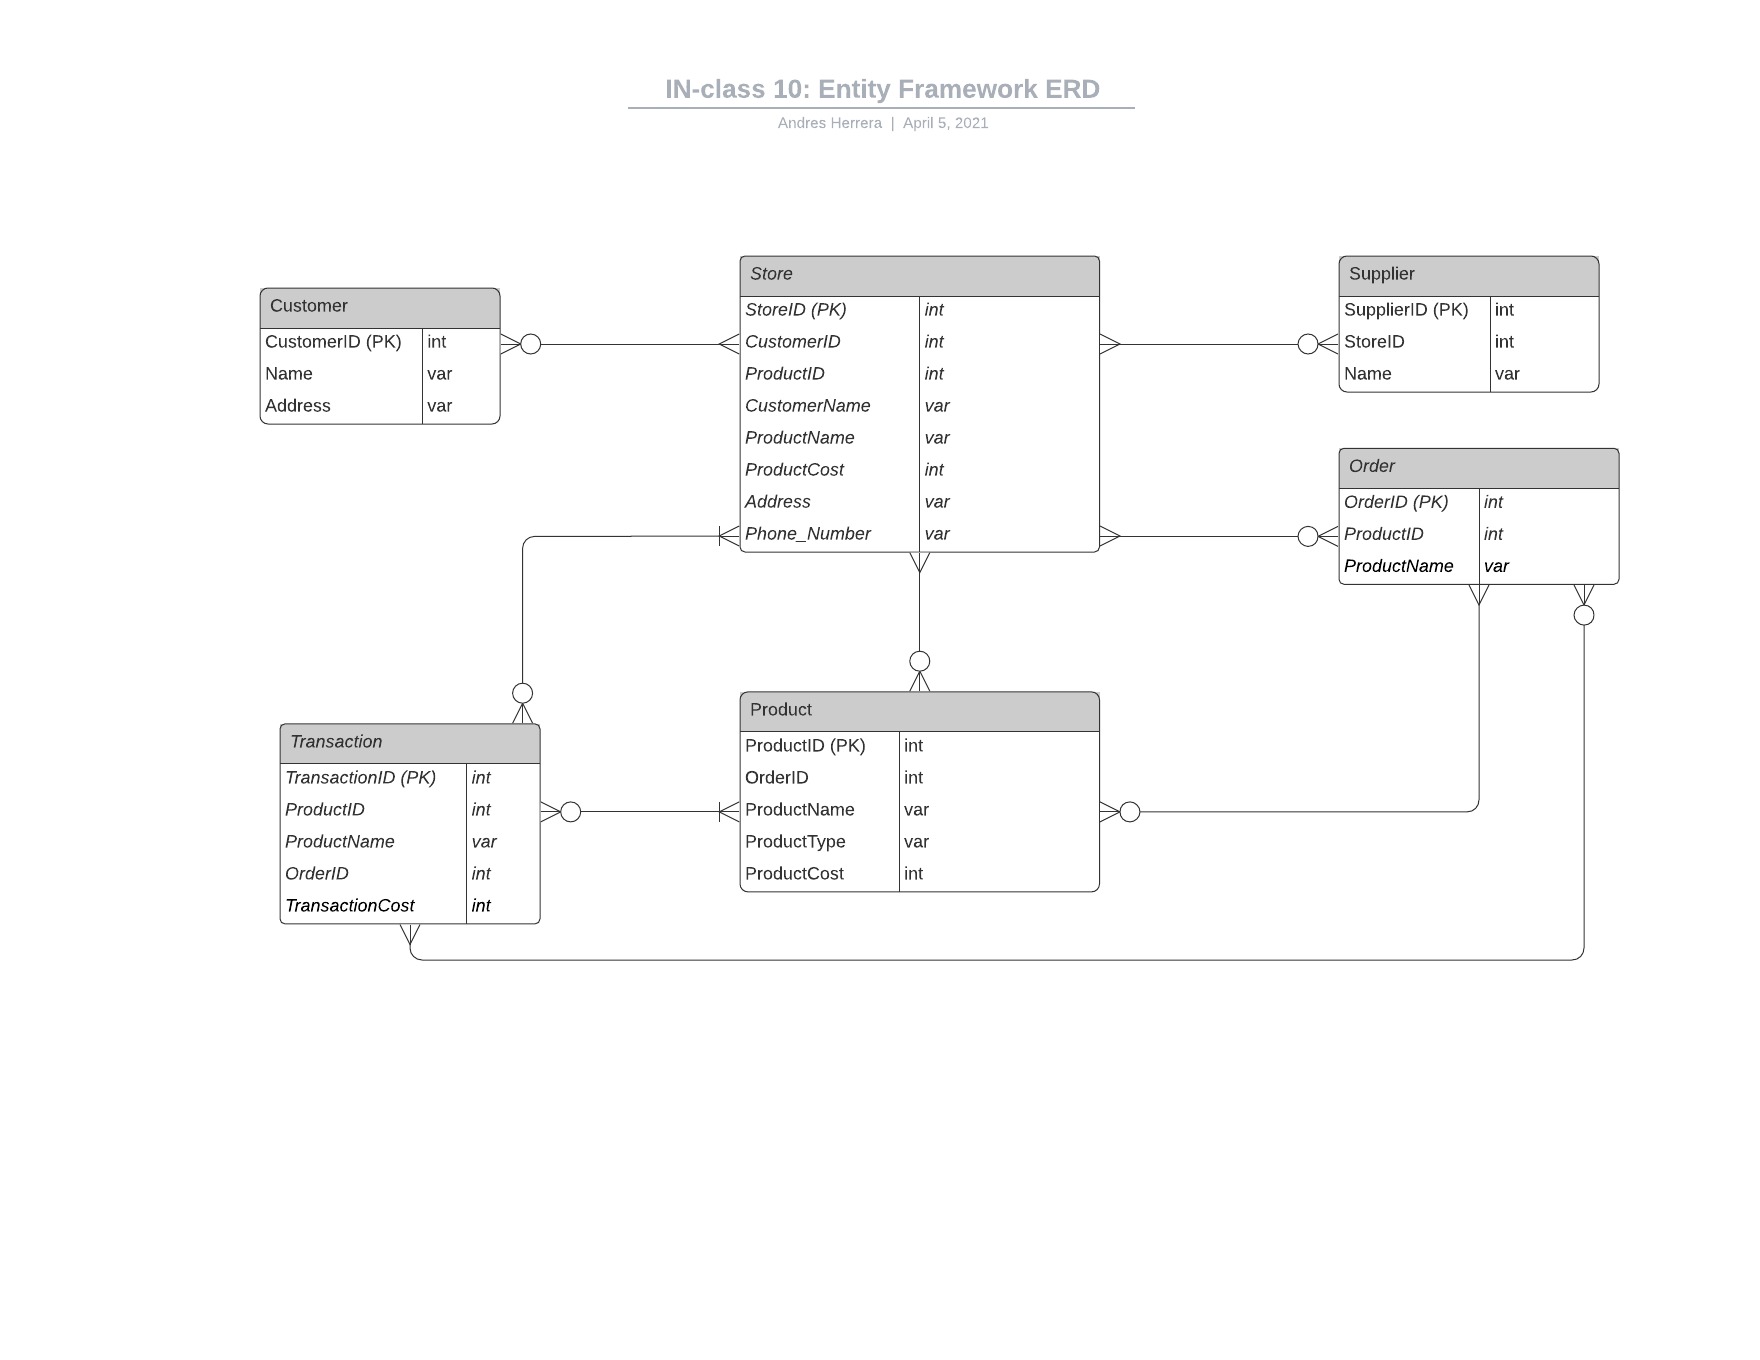 IN-class 10: Entity Framework ERD
Andres Herrera | April 5, 2021
Customer
CustomerID (PK) int
Name var
Address var
Store
StoreID (PK) int
CustomerID int
ProductID int
CustomerName var
ProductName var
ProductCost int
Address var
Phone_Number var
Supplier
SupplierID (PK) int
StoreID int
Name var
Order
OrderID (PK) int
ProductID int
ProductName var
Transaction
TransactionID (PK) int
ProductID int
ProductName var
OrderID int
TransactionCost int
Product
ProductID (PK) int
OrderID int
ProductName var
ProductType var
ProductCost int